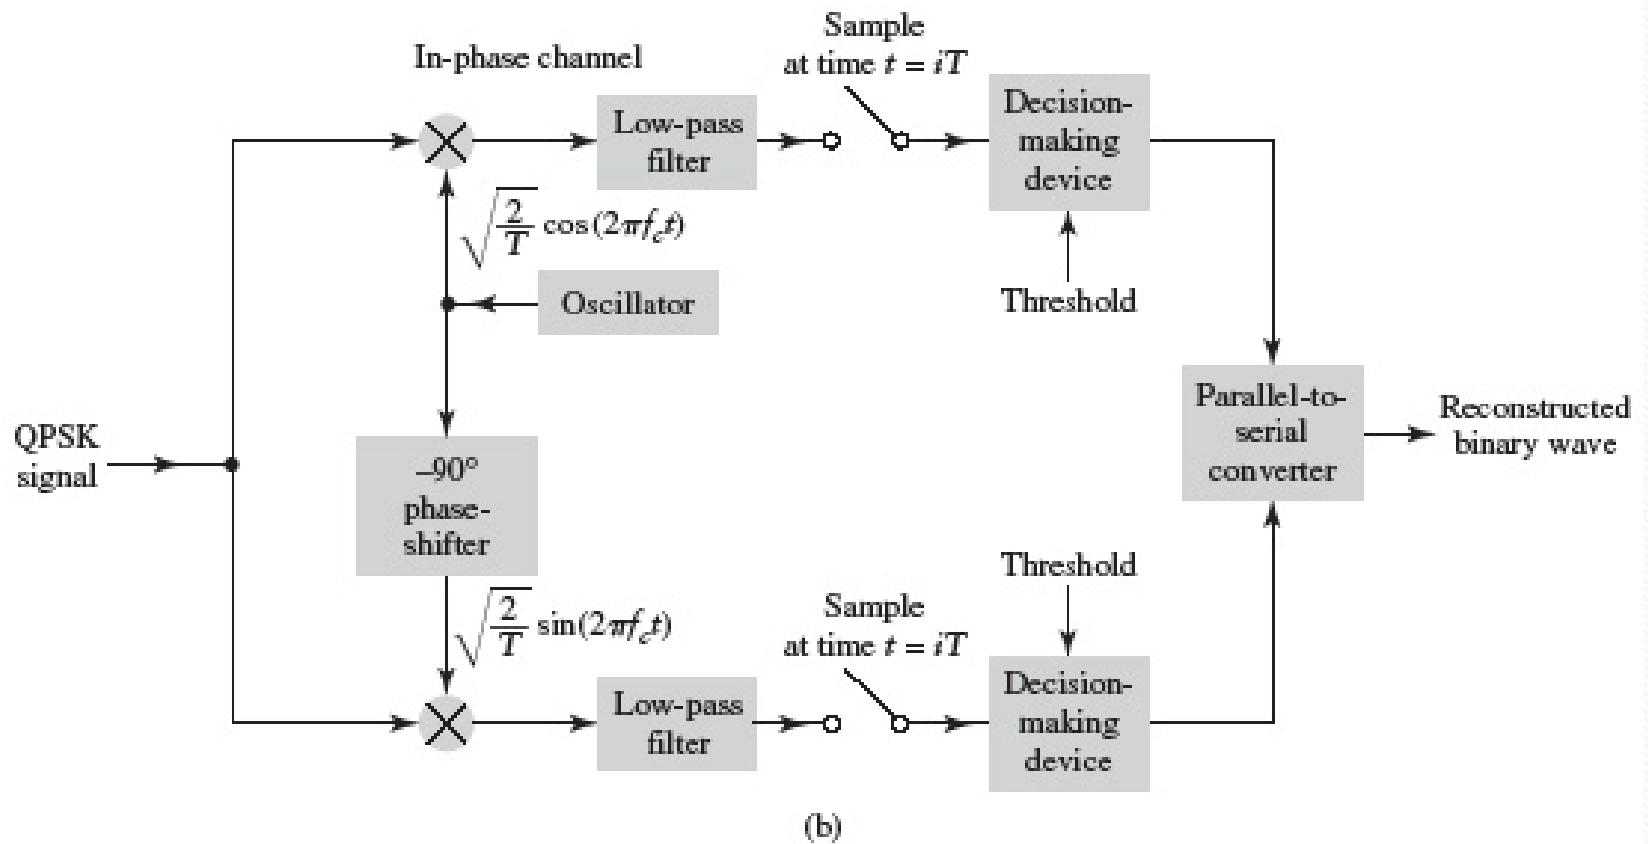 In-phase channel
Sample
at time t = iT
Low-pass
filter
Decision-
making
device
√2/T cos(2πf_ct)
Oscillator
Threshold
QPSK
signal
–90°
phase-
shifter
Parallel-to-
serial
converter
Reconstructed
binary wave
√2/T sin(2πf_ct)
Sample
at time t = iT
Threshold
Low-pass
filter
Decision-
making
device
(b)